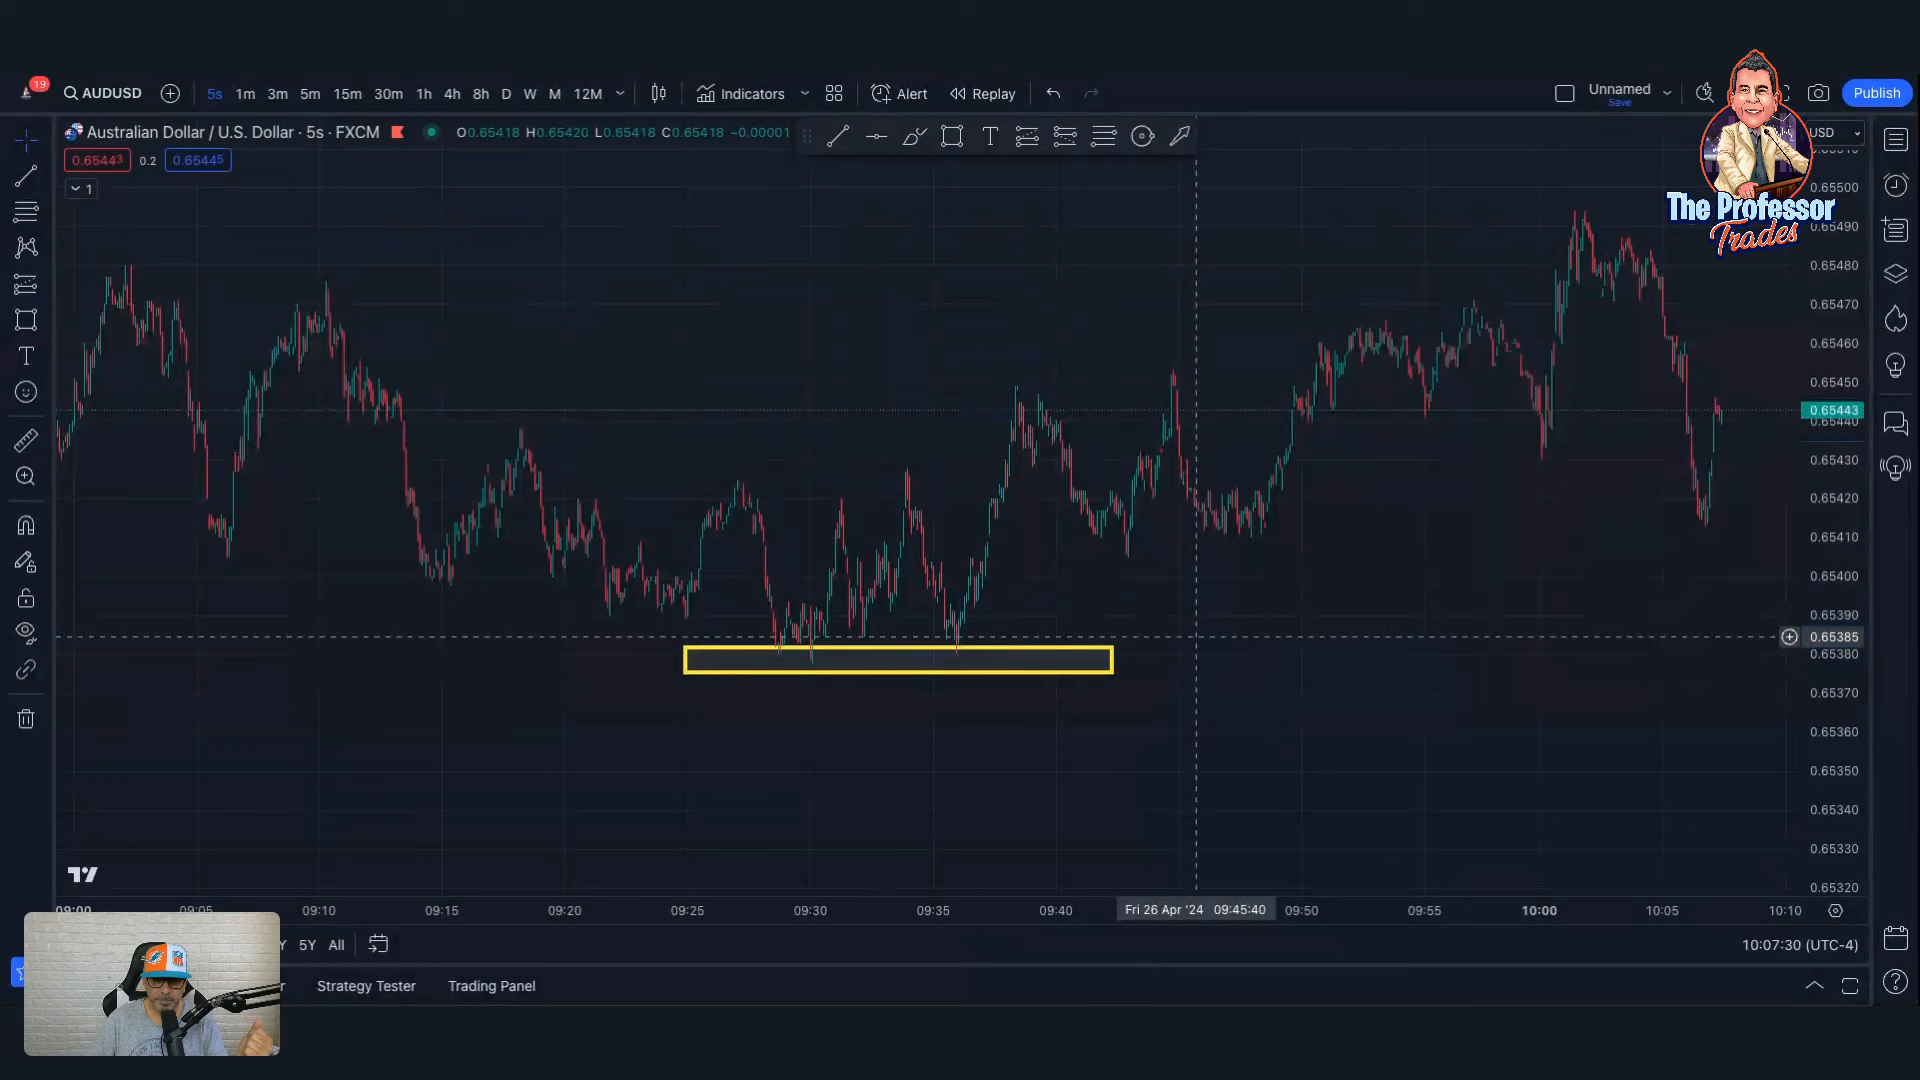 19
AUDUSD 5s 1m 3m 5m 15m 30m 1h 4h 8h D W M 12M Indicators Alert Replay Unnamed Publish
Save
Australian Dollar / U.S. Dollar · 5s · FXCM O0.65418 H0.65420 L0.65418 C0.65418 −0.00001
USD
0.65443 0.2 0.65445
1
The Professor
Trades
0.65500
0.65490
0.65480
0.65470
0.65460
0.65450
0.65443
0.65440
0.65430
0.65420
0.65410
0.65400
0.65390
0.65385
0.65380
0.65370
0.65360
0.65350
0.65340
0.65330
0.65320
09:00 09:05 09:10 09:15 09:20 09:25 09:30 09:35 09:40 Fri 26 Apr '24 09:45:40 09:50 09:55 10:00 10:05 10:10
5Y All 10:07:30 (UTC-4)
Strategy Tester Trading Panel